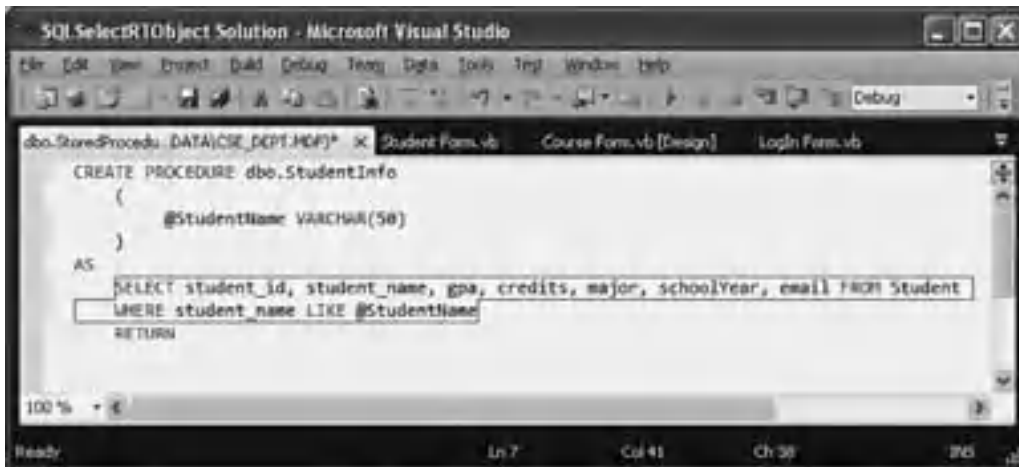 SQLSelectRTObject Solution - Microsoft Visual Studio
File Edit View Project Build Debug Team Data Tools Test Window Help
Debug
dbo.StoredProcedu...DATA\CSE_DEPT.MDF)* Student Form.vb Course Form.vb [Design] LogIn Form.vb
CREATE PROCEDURE dbo.StudentInfo
(
@StudentName VARCHAR(50)
)
AS
SELECT student_id, student_name, gpa, credits, major, schoolYear, email FROM Student
WHERE student_name LIKE @StudentName
RETURN
100 %
Ready Ln 7 Col 41 Ch 38 INS